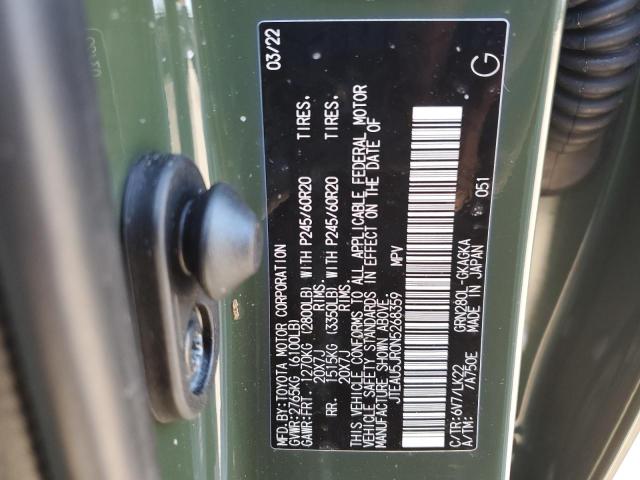 MFD.BY:TOYOTA MOTOR CORPORATION 03/22
GVWR:2765KG (6100LB)
GAWR:FRT. 1270KG (2800LB) WITH P245/60R20 TIRES,
20X7J RIMS,
RR. 1515KG (3350LB) WITH P245/60R20 TIRES,
20X7J RIMS.
THIS VEHICLE CONFORMS TO ALL APPLICABLE FEDERAL MOTOR
VEHICLE SAFETY STANDARDS IN EFFECT ON THE DATE OF
MANUFACTURE SHOWN ABOVE.
JTEAU5JR0N5268359 MPV
C/TR:6V7/LK22 GRN280L-GKAGKA
A/TM: 7A750E MADE IN JAPAN
051
G